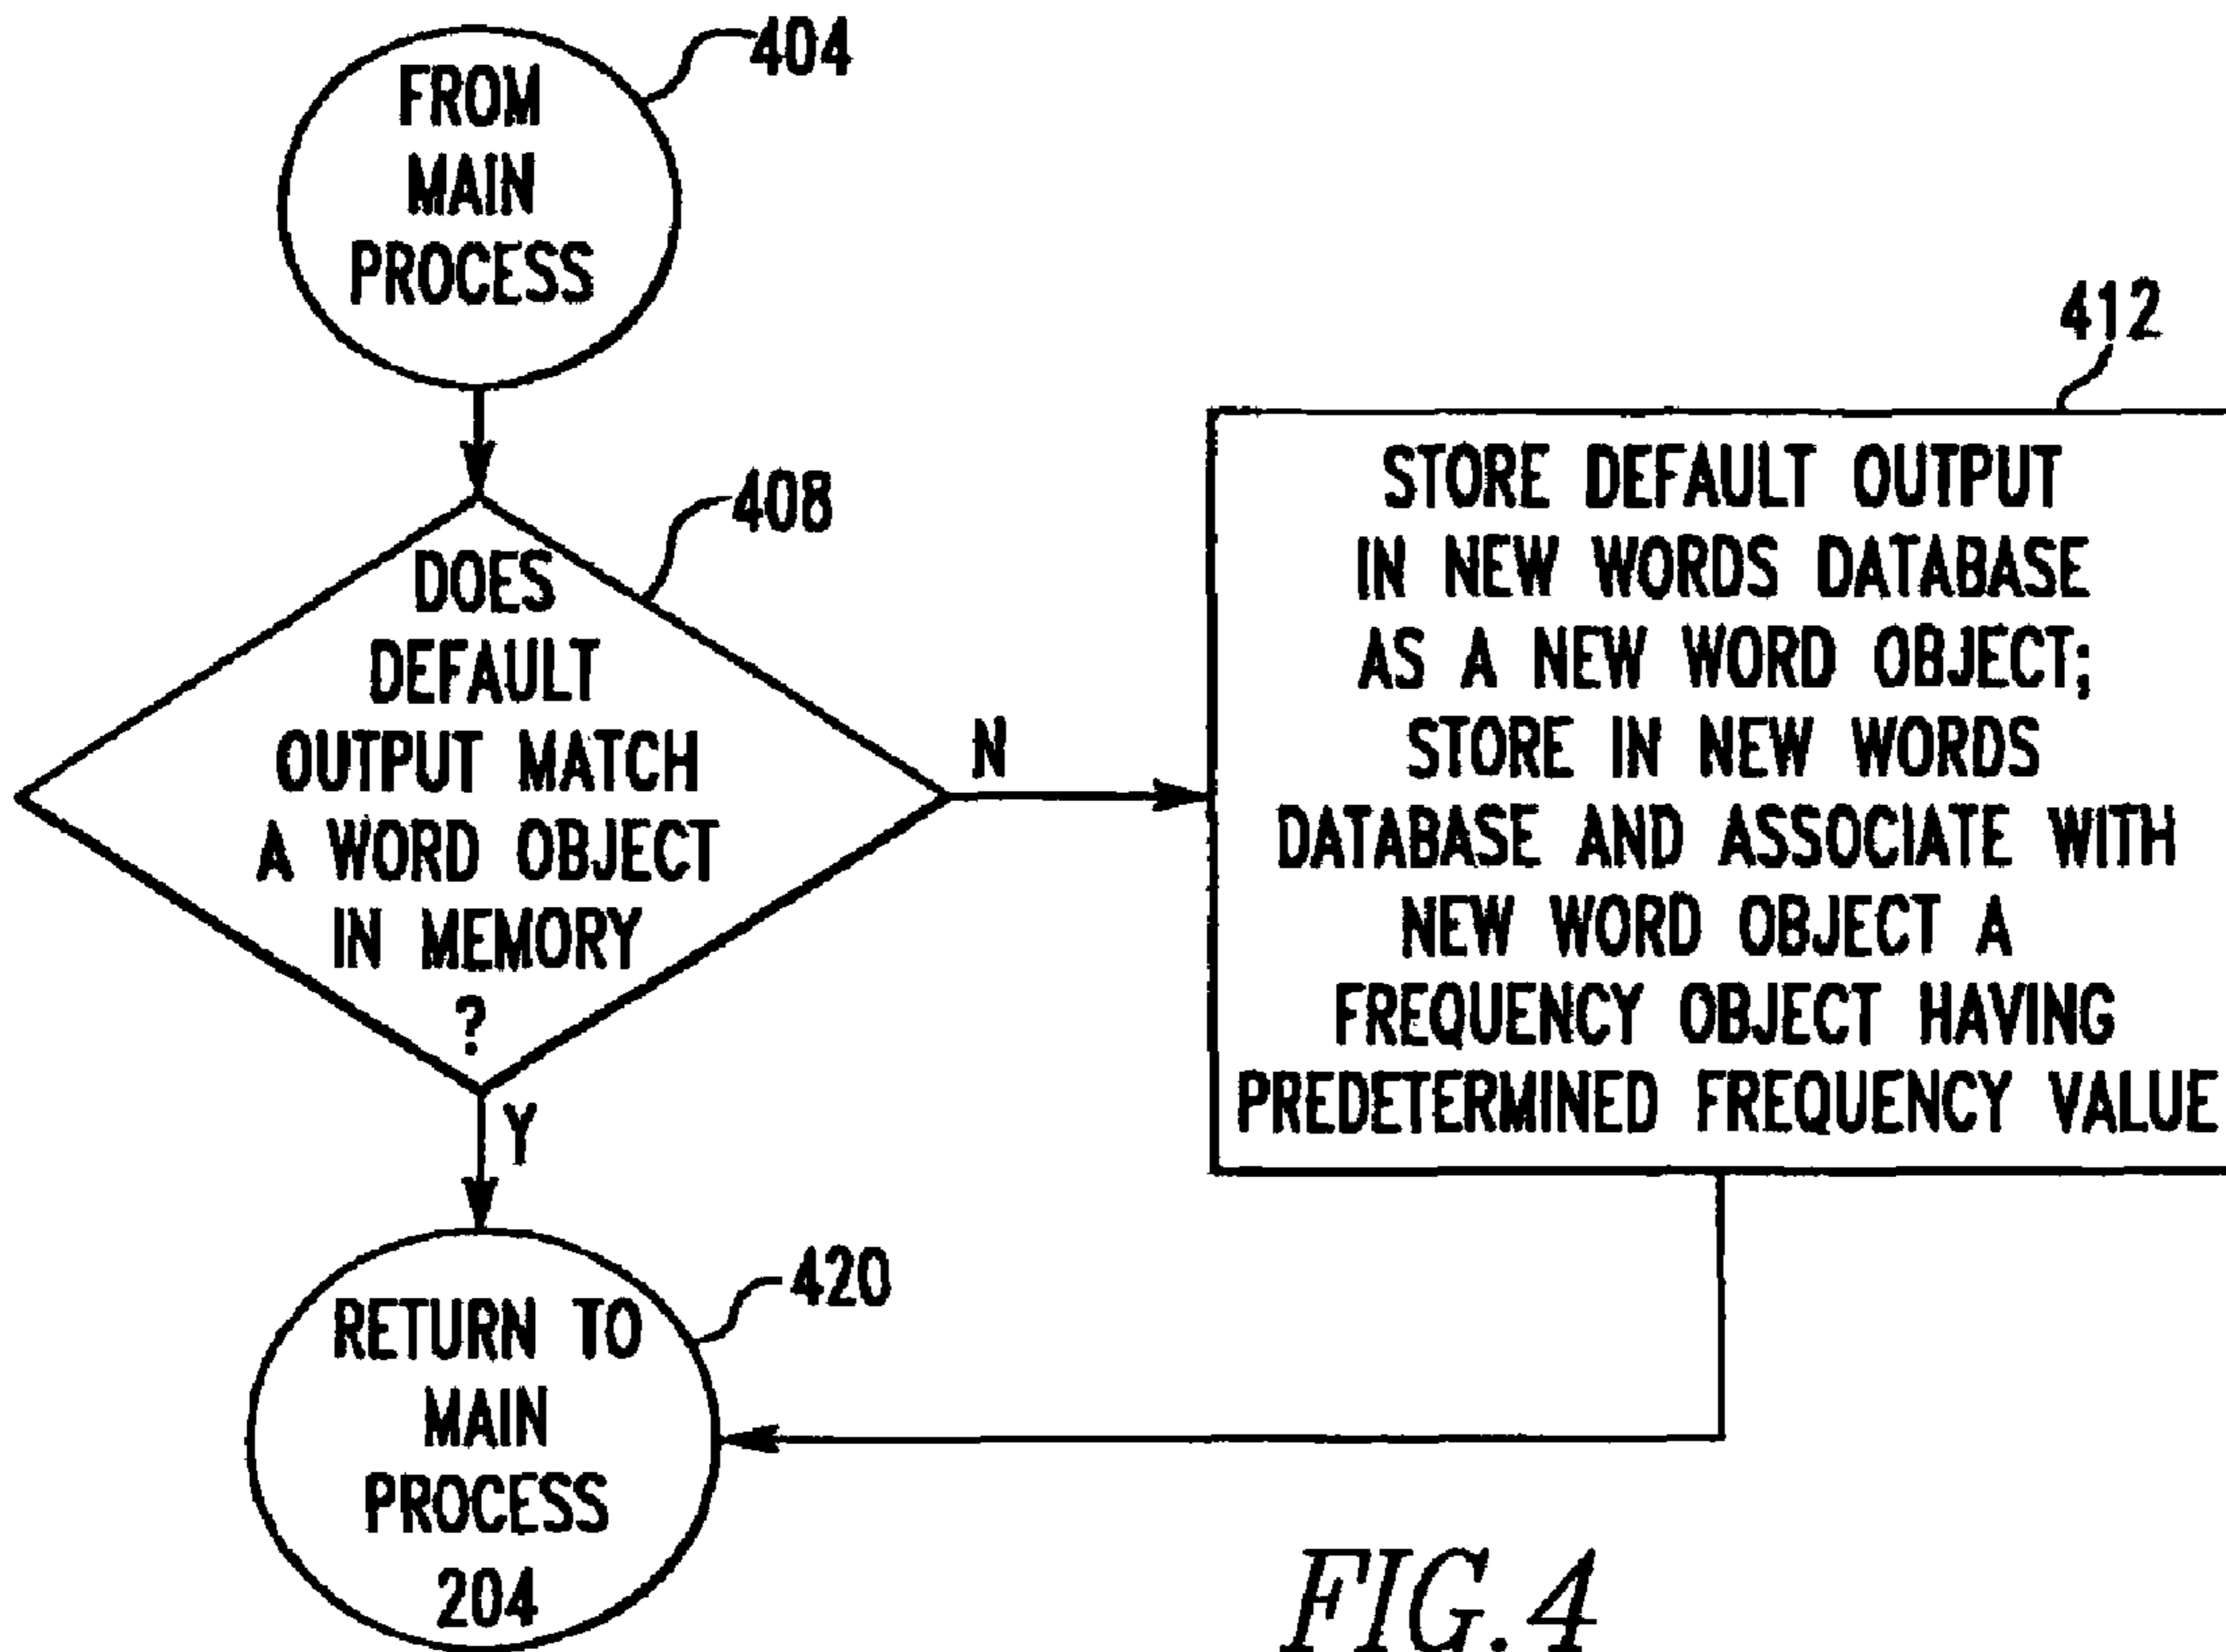 404
FROM
MAIN
PROCESS
408
DOES
DEFAULT
OUTPUT MATCH
A WORD OBJECT
IN MEMORY
?
N
Y
412
STORE DEFAULT OUTPUT
IN NEW WORDS DATABASE
AS A NEW WORD OBJECT;
STORE IN NEW WORDS
DATABASE AND ASSOCIATE WITH
NEW WORD OBJECT A
FREQUENCY OBJECT HAVING
PREDETERMINED FREQUENCY VALUE
420
RETURN TO
MAIN
PROCESS
204
FIG.4